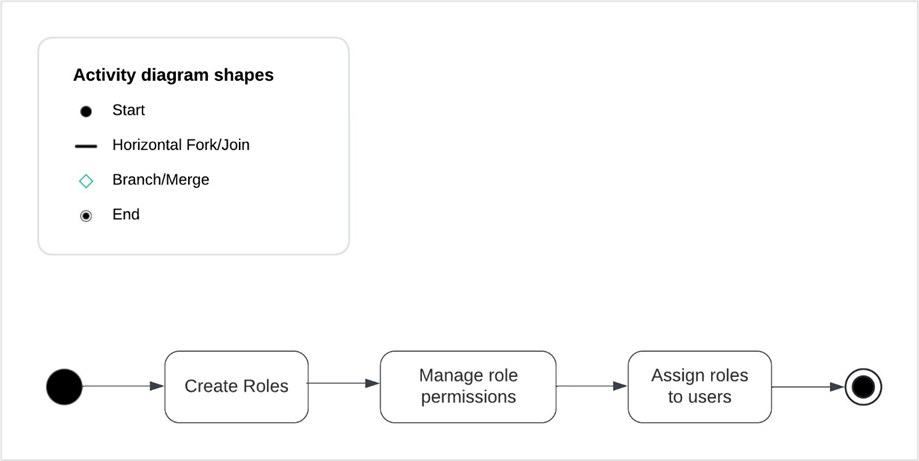 Activity diagram shapes
Start
Horizontal Fork/Join
Branch/Merge
End
Create Roles
Manage role
permissions
Assign roles
to users